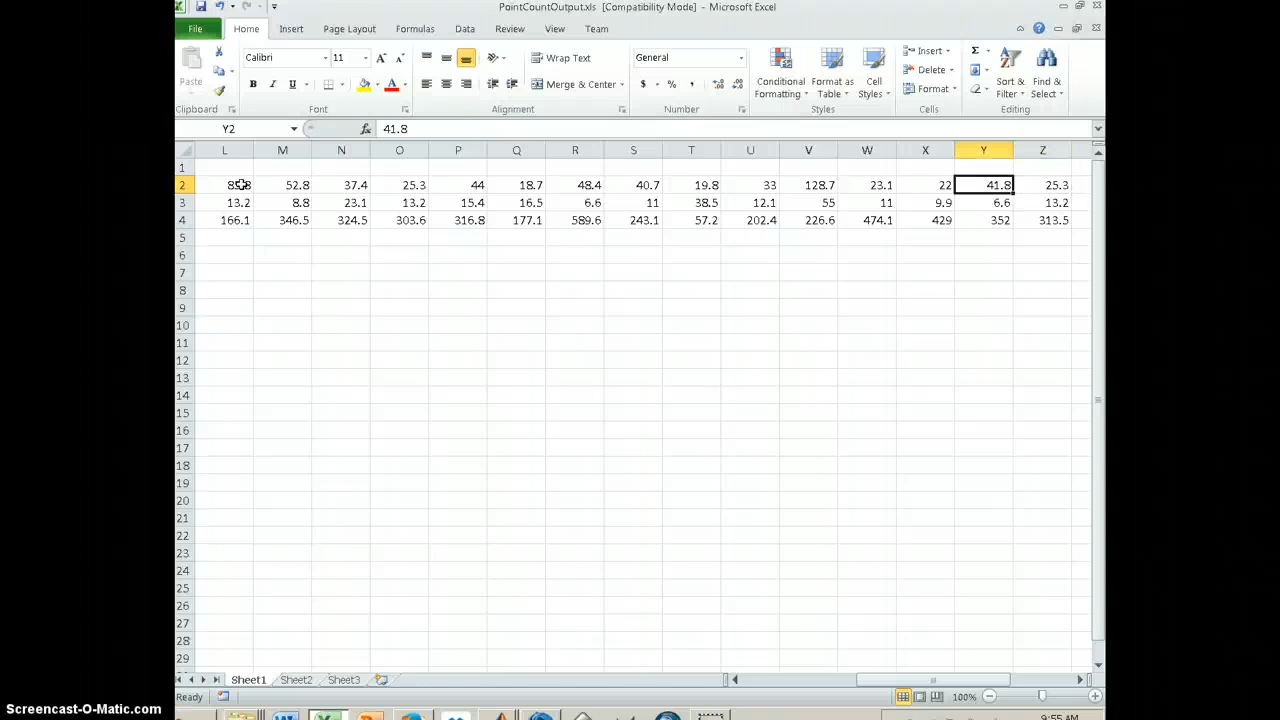 PointCountOutput.xls [Compatibility Mode] - Microsoft Excel
File Home Insert Page Layout Formulas Data Review View Team
Calibri 11 Wrap Text General Insert Σ
Paste B I U Merge & Center $ % , Conditional Formatting Format as Table Cell Styles Delete Format Sort & Filter Find & Select
Clipboard Font Alignment Number Styles Cells Editing
Y2 fx 41.8
L M N O P Q R S T U V W X Y Z
1
2 52.8 25.3 44 18.7 48.4 40.7 19.8 33 128.7 22 41.8 25.3
3 13.2 8.8 23.1 13.2 15.4 16.5 6.6 11 38.5 12.1 55 11 9.9 6.6 13.2
4 166.1 346.5 324.5 303.6 316.8 177.1 589.6 243.1 57.2 202.4 226.6 429 352 313.5
5
6
7
8
9
10
11
12
13
14
15
16
17
18
19
20
21
22
23
24
25
26
27
28
29
Sheet1 Sheet2 Sheet3
Ready 100%
9:55 AM
Screencast-O-Matic.com